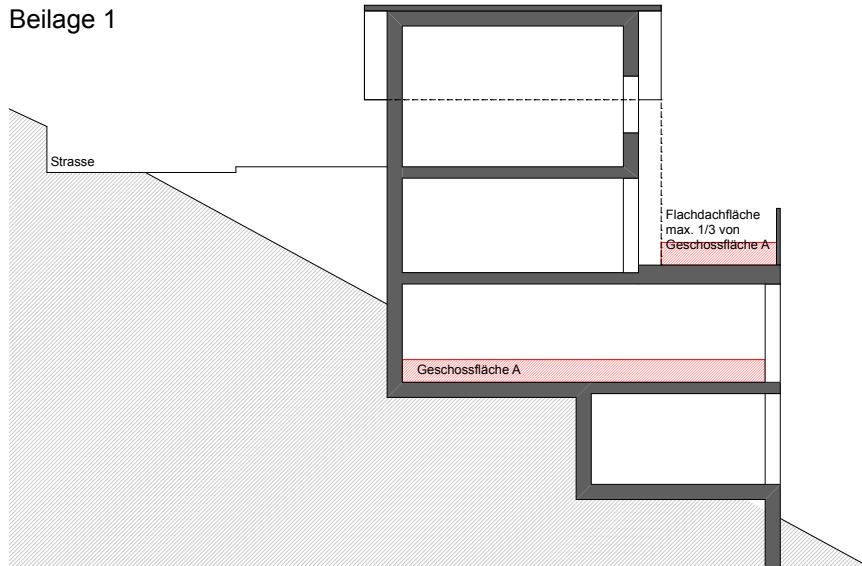 Beilage 1
Strasse
Flachdachfläche
max. 1/3 von
Geschossfläche A
Geschossfläche A